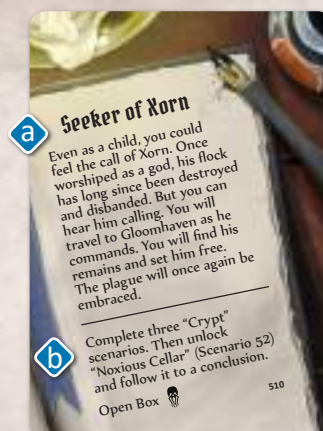 a
Seeker of Xorn
Even as a child, you could
feel the call of Xorn. Once
worshiped as a god, his flock
has long since been destroyed
and disbanded. But you can
hear him calling. You will
travel to Gloomhaven as he
commands. You will find his
remains and set him free.
The plague will once again be
embraced.
b
Complete three “Crypt”
scenarios. Then unlock
“Noxious Cellar” (Scenario 52)
and follow it to a conclusion.
Open Box
510